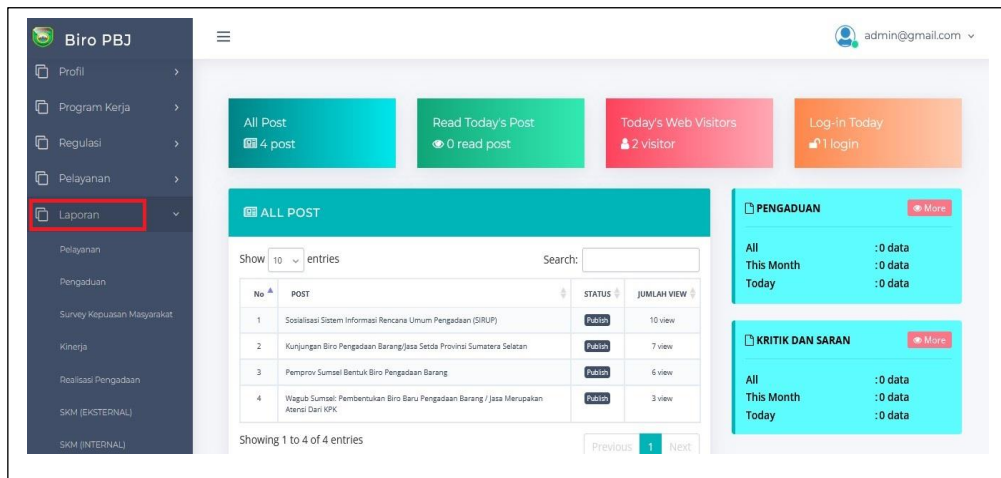 Biro PBJ
admin@gmail.com
Profil
Program Kerja
Regulasi
Pelayanan
Laporan
Pelayanan
Pengaduan
Survey Kepuasan Masyarakat
Kinerja
Realisasi Pengadaan
SKM (EKSTERNAL)
SKM (INTERNAL)
All Post
4 post
Read Today's Post
0 read post
Today's Web Visitors
2 visitor
Log-in Today
1 login
ALL POST
Show 10 entries
Search:
No POST STATUS JUMLAH VIEW
1 Sosialisasi Sistem Informasi Rencana Umum Pengadaan (SIRUP) Publish 10 view
2 Kunjungan Biro Pengadaan Barang/Jasa Setda Provinsi Sumatera Selatan Publish 7 view
3 Pemprov Sumsel Bentuk Biro Pengadaan Barang Publish 6 view
4 Wagub Sumsel: Pembentukan Biro Baru Pengadaan Barang / Jasa Merupakan Publish 3 view
Atensi Dari KPK
Showing 1 to 4 of 4 entries
Previous 1 Next
PENGADUAN More
All :0 data
This Month :0 data
Today :0 data
KRITIK DAN SARAN More
All :0 data
This Month :0 data
Today :0 data